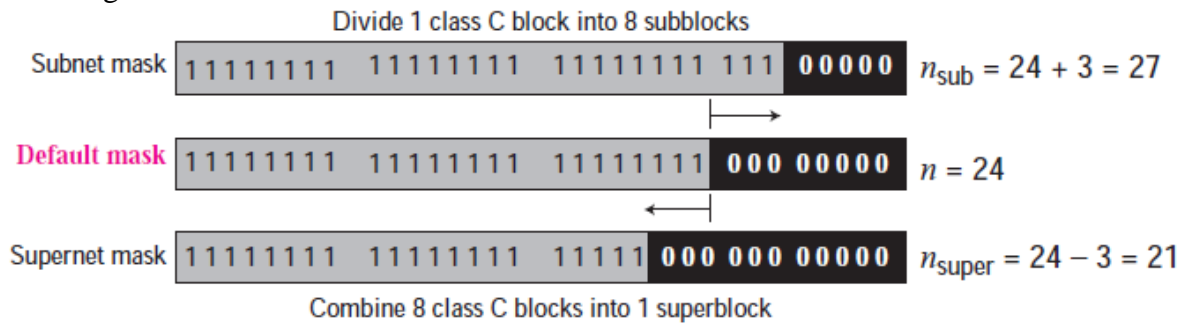 Divide 1 class C block into 8 subblocks
Subnet mask 11111111 11111111 11111111 111 00000 nsub = 24 + 3 = 27
Default mask 11111111 11111111 11111111 000 00000 n = 24
Supernet mask 11111111 11111111 11111 000 000 00000 nsuper = 24 – 3 = 21
Combine 8 class C blocks into 1 superblock